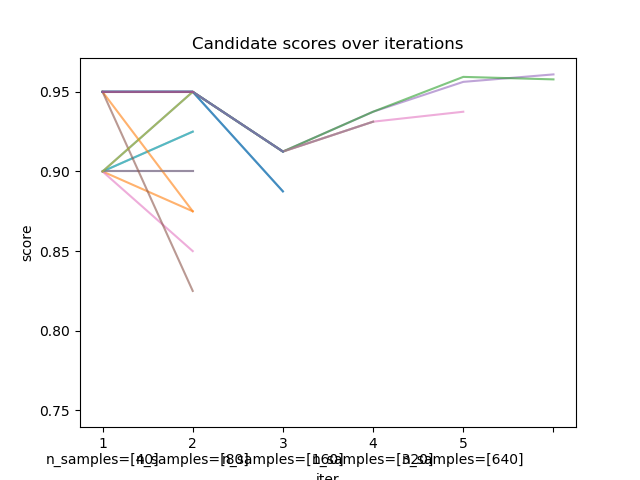 Candidate scores over iterations
score
0.95
0.90
0.85
0.80
0.75
1 2 3 4 5
n_samples=[40] n_samples=[80] n_samples=[160] n_samples=[320] n_samples=[640]
iter